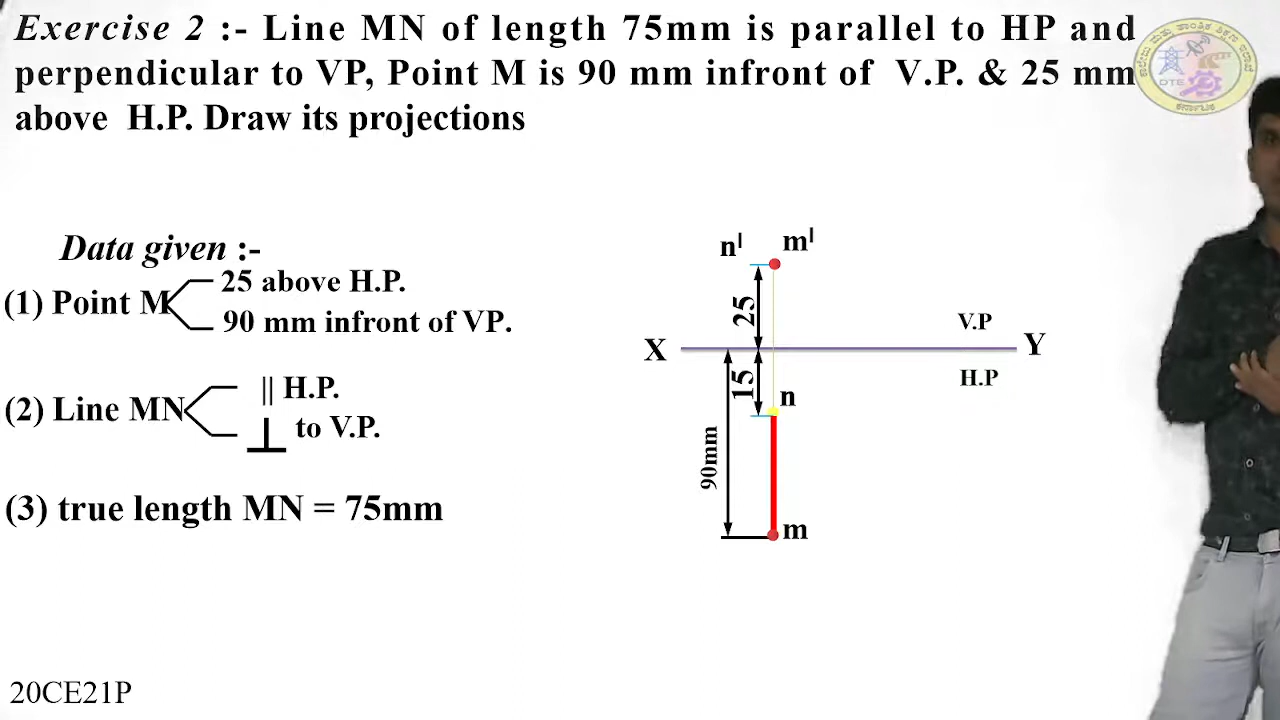 Exercise 2 :- Line MN of length 75mm is parallel to HP and
perpendicular to VP, Point M is 90 mm infront of V.P. & 25 mm
above H.P. Draw its projections
DTE
Data given :-
(1) Point M
25 above H.P.
90 mm infront of VP.
(2) Line MN
|| H.P.
⊥ to V.P.
(3) true length MN = 75mm
n| m|
25
V.P
X
Y
15
H.P
n
90mm
m
20CE21P